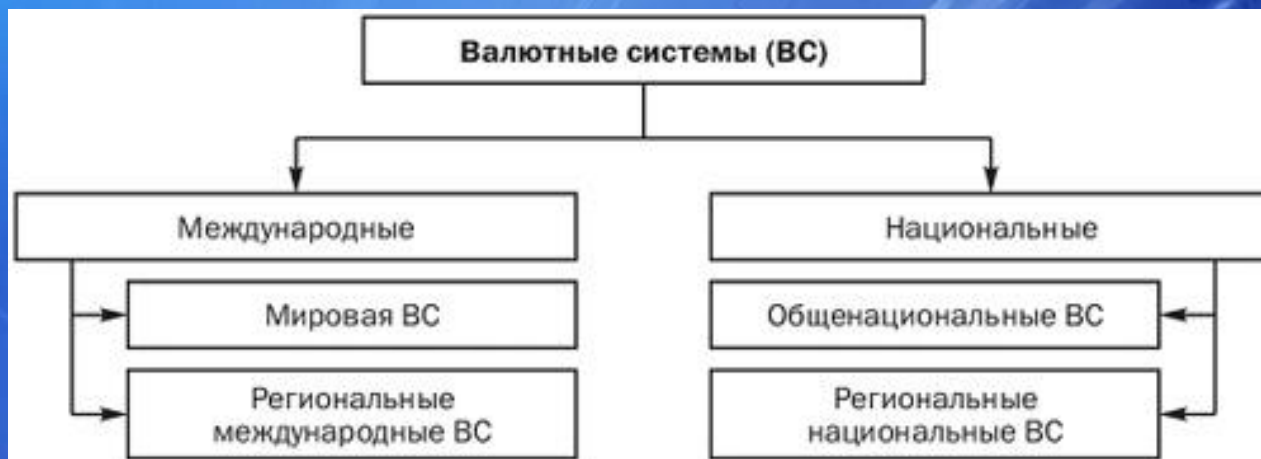 Валютные системы (ВС)
Международные
Национальные
Мировая ВС
Общенациональные ВС
Региональные
международные ВС
Региональные
национальные ВС